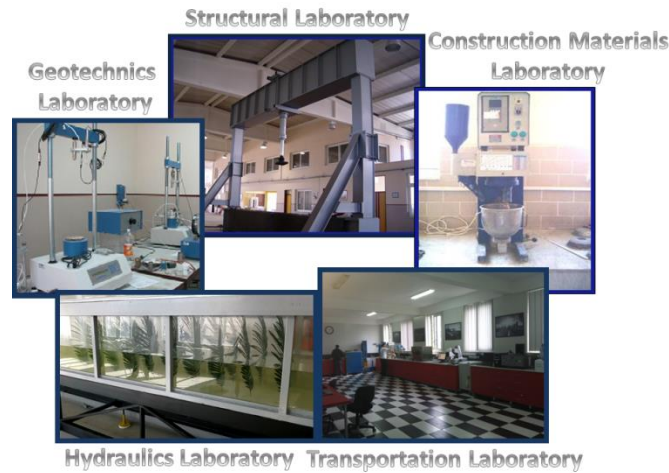 Structural Laboratory
Construction Materials
Laboratory
Geotechnics
Laboratory
Hydraulics Laboratory
Transportation Laboratory